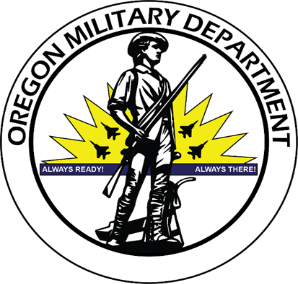 OREGON MILITARY DEPARTMENT
ALWAYS READY! ALWAYS THERE!